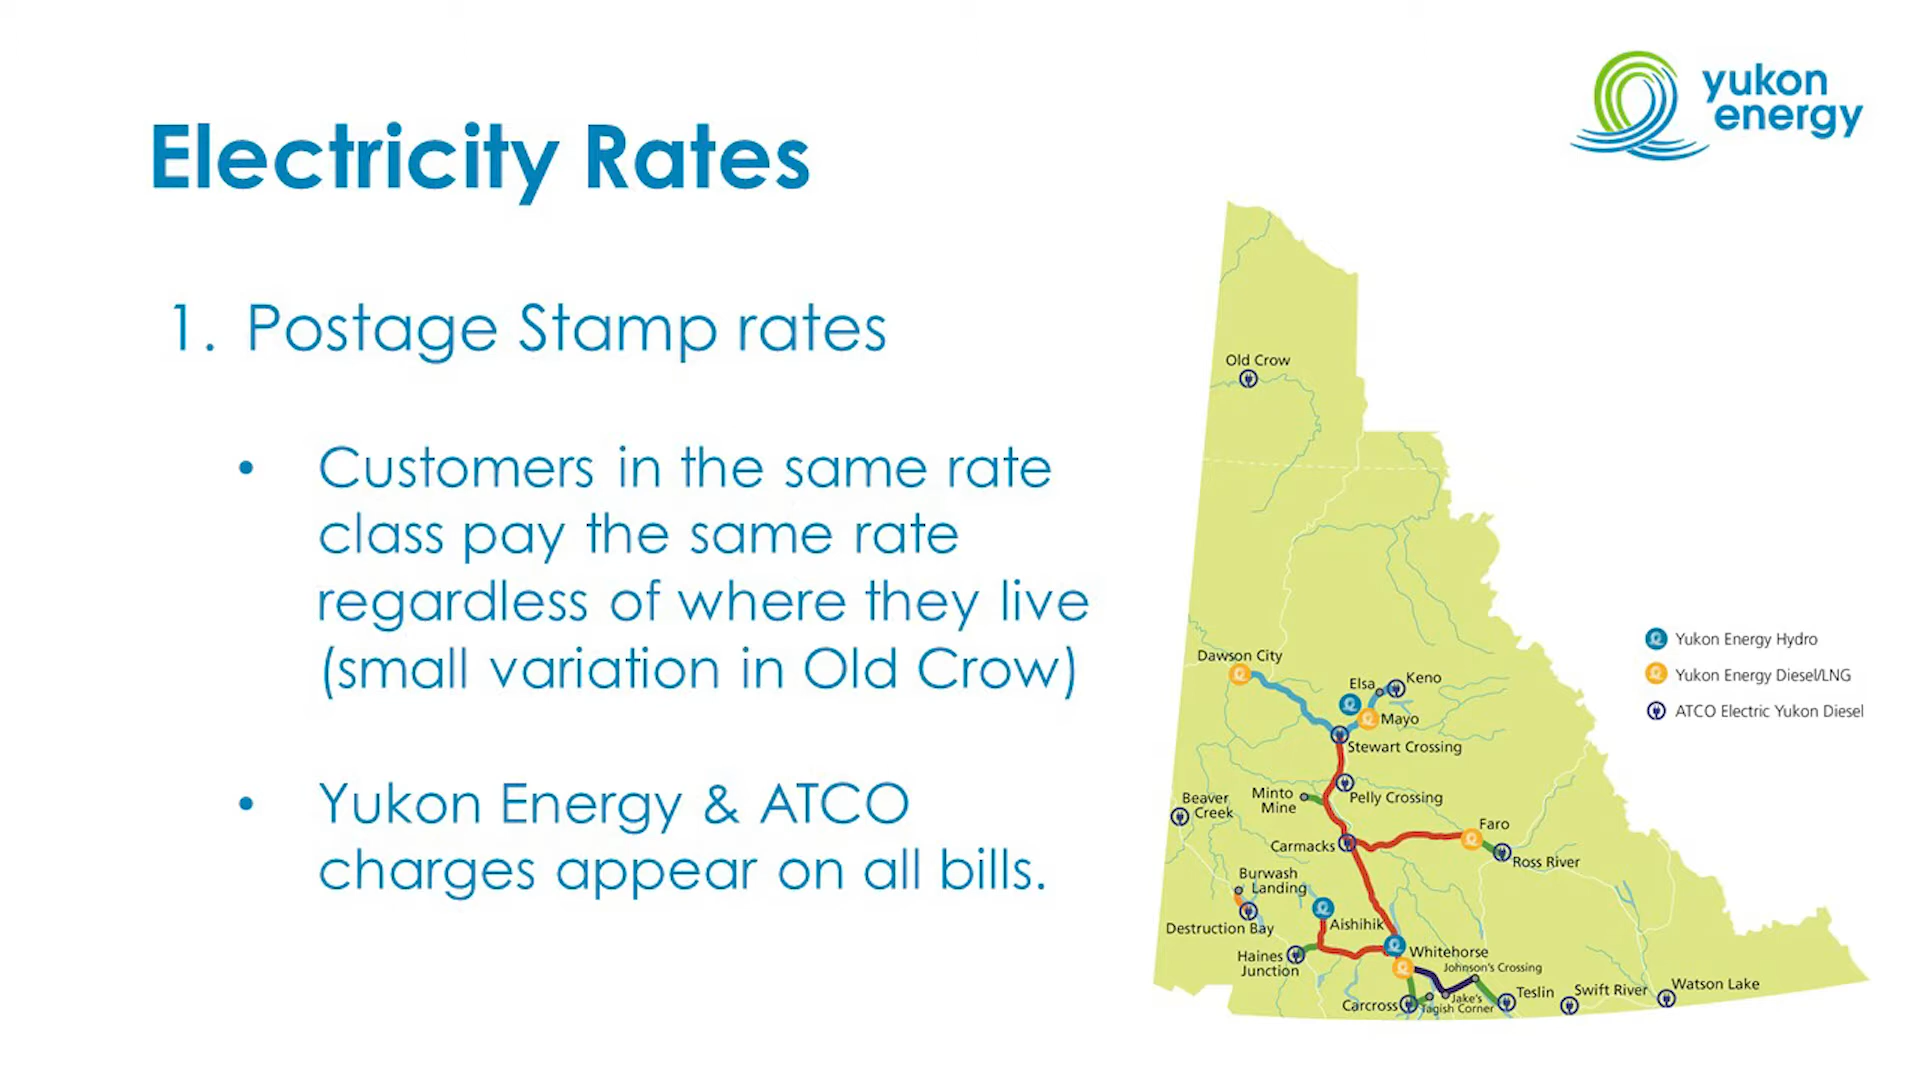 yukon
energy
Electricity Rates
1. Postage Stamp rates
• Customers in the same rate
class pay the same rate
regardless of where they live
(small variation in Old Crow)
• Yukon Energy & ATCO
charges appear on all bills.
Old Crow
Dawson City
Elsa
Keno
Mayo
Stewart Crossing
Minto
Mine
Pelly Crossing
Beaver
Creek
Faro
Carmacks
Ross River
Burwash
Landing
Destruction Bay
Aishihik
Haines
Junction
Whitehorse
Johnson's Crossing
Carcross
Tagish
Jake's
Corner
Teslin
Swift River
Watson Lake
Yukon Energy Hydro
Yukon Energy Diesel/LNG
ATCO Electric Yukon Diesel